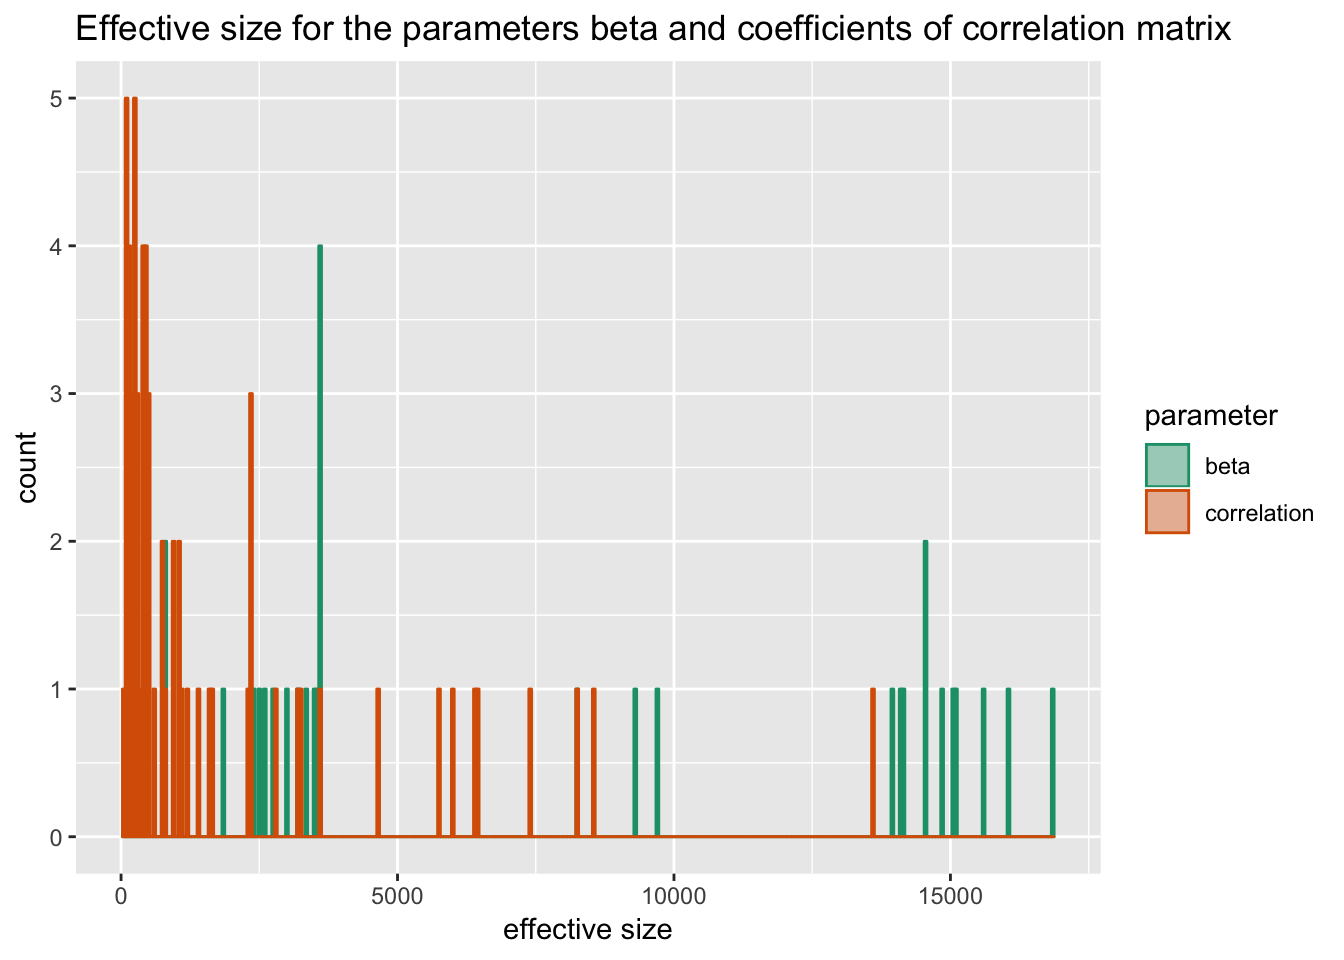 Effective size for the parameters beta and coefficients of correlation matrix
5
4
3
2
1
0
count
0 5000 10000 15000
effective size
parameter
beta
correlation